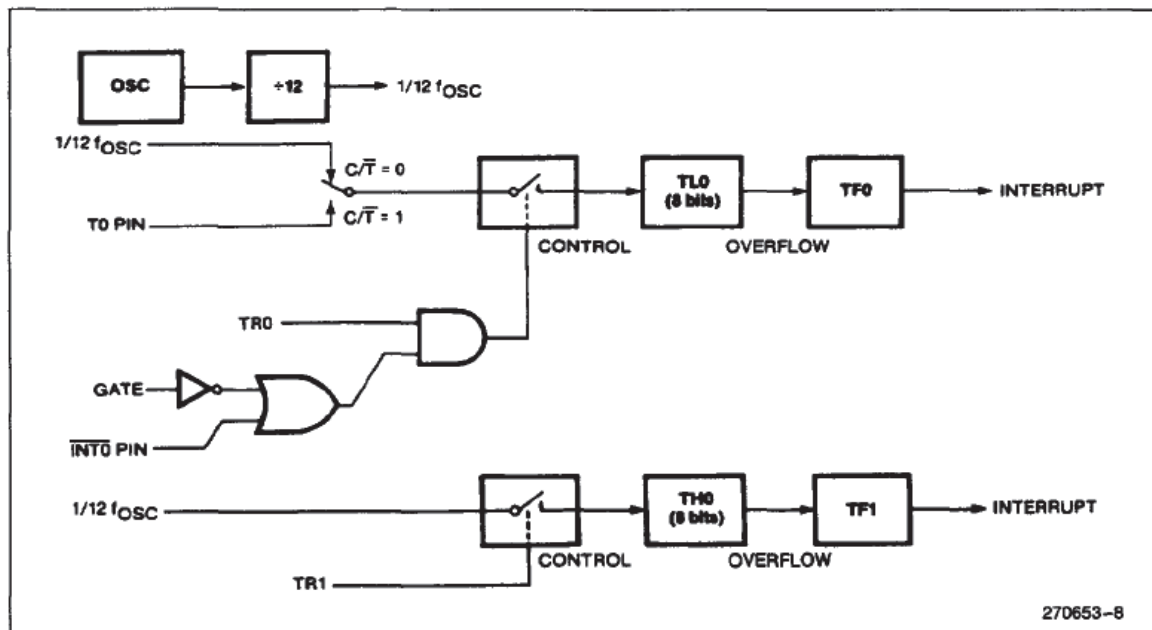 OSC
÷12
1/12 fOSC
1/12 fOSC
C/T̅ = 0
T0 PIN
C/T̅ = 1
CONTROL
TL0
(8 bits)
OVERFLOW
TF0
INTERRUPT
TR0
GATE
I̅N̅T̅0̅ PIN
1/12 fOSC
CONTROL
TH0
(8 bits)
OVERFLOW
TF1
INTERRUPT
TR1
270653–8